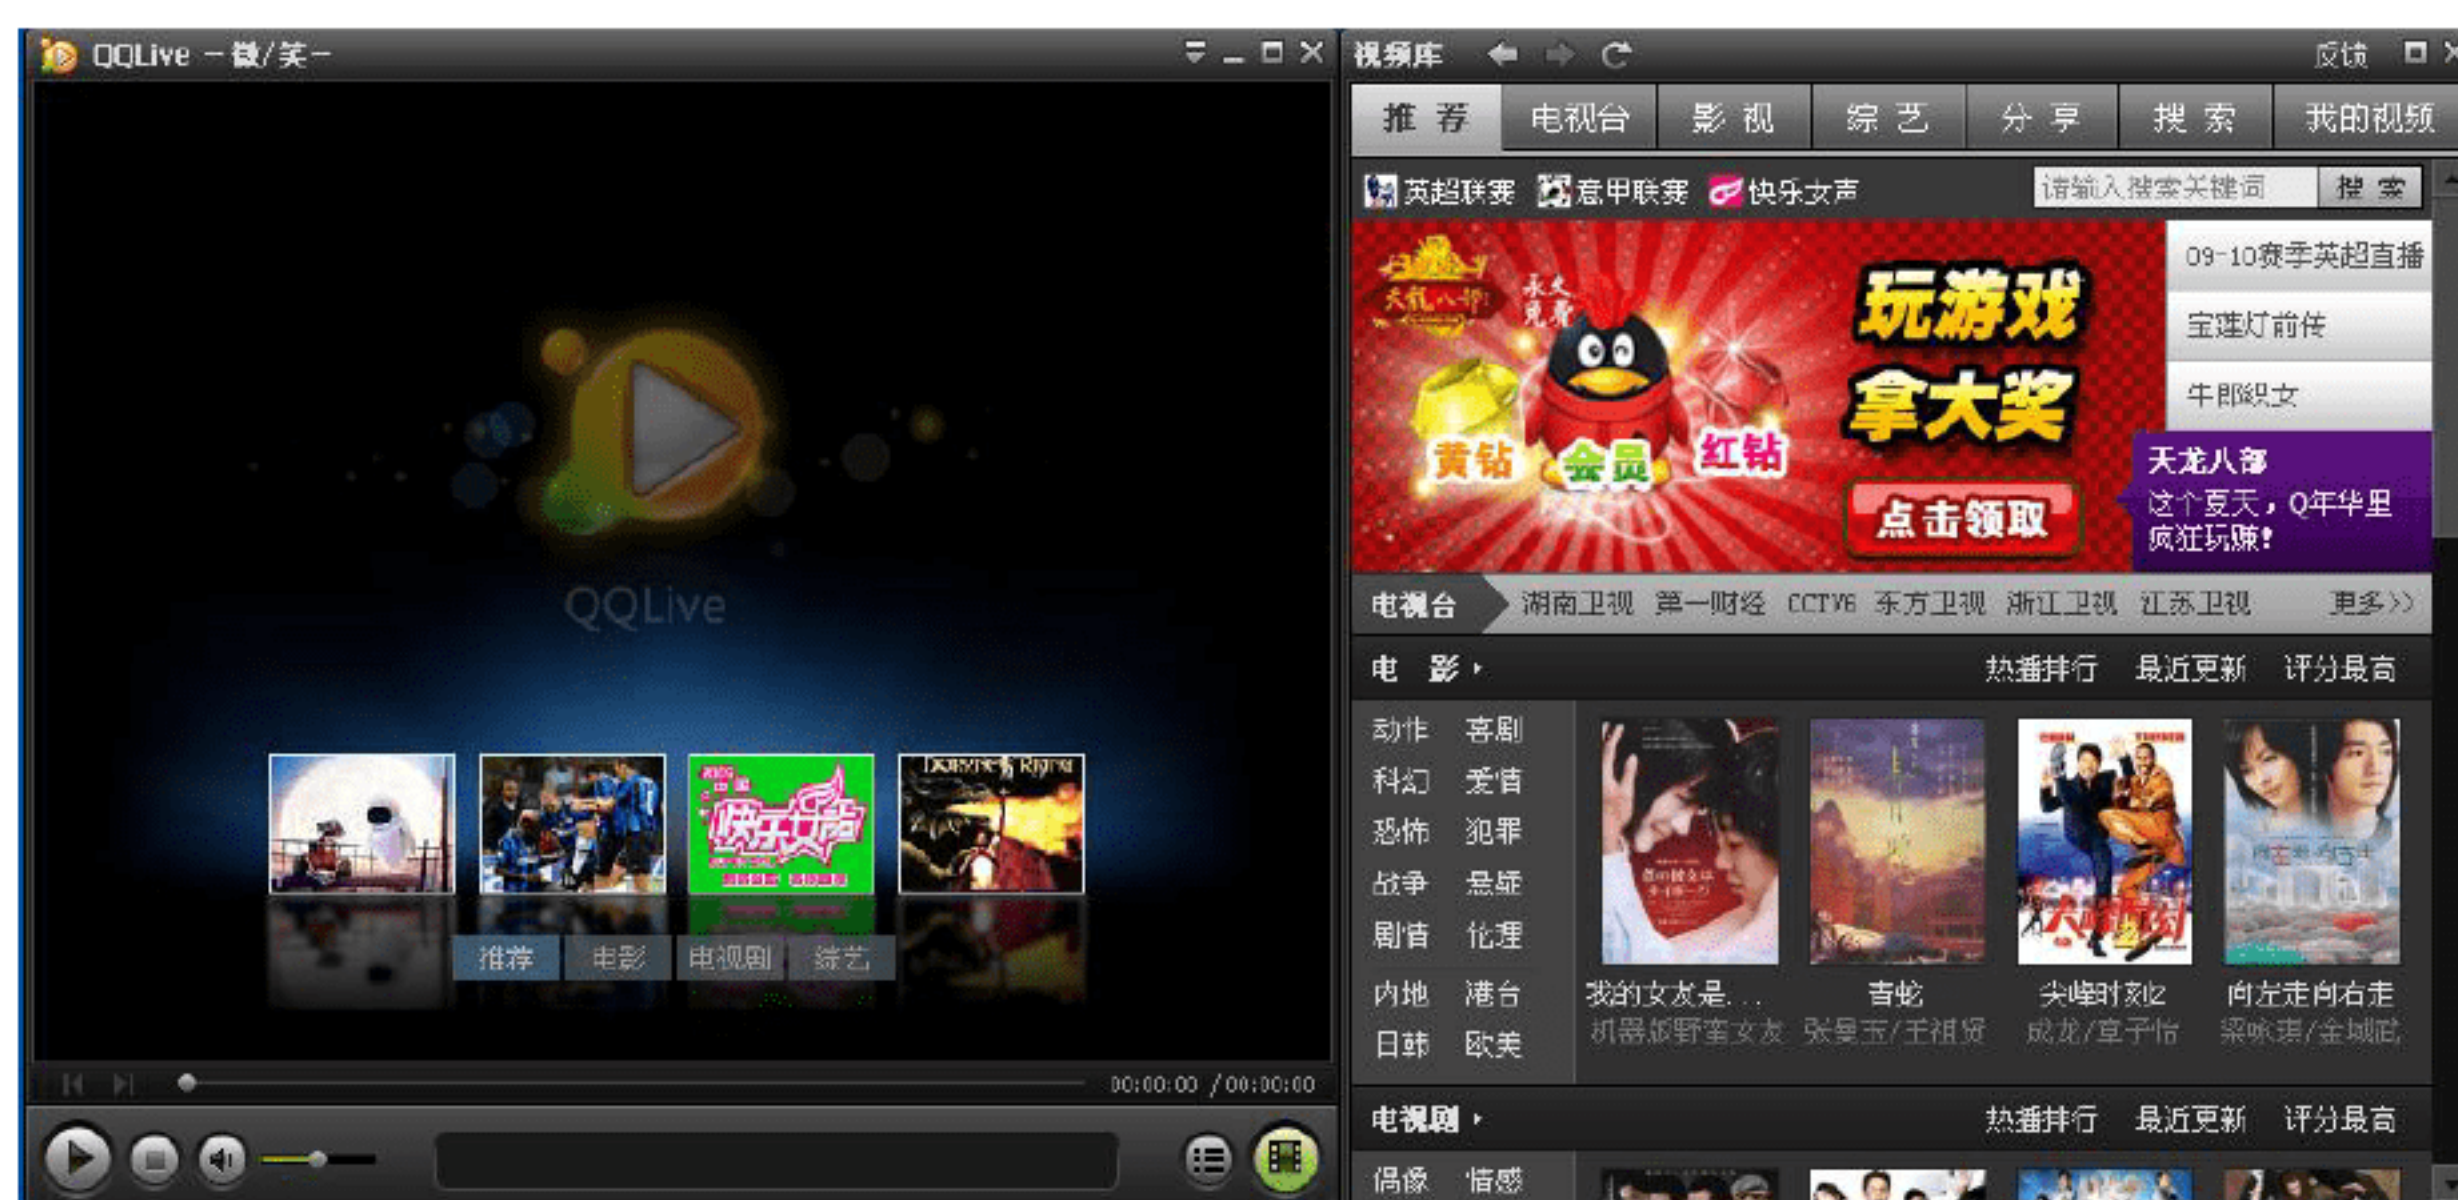 QQLive －微/笑－
QQLive
推荐 电影 电视剧 综艺
00:00:00 /00:00:00
视频库
反馈
推 荐 电视台 影 视 综 艺 分 享 搜 索 我的视频
英超联赛 意甲联赛 快乐女声
请输入搜索关键词 搜 索
天龍八部
永久
免费
玩游戏
拿大奖
黄钻 会员 红钻
点击领取
09-10赛季英超直播
宝莲灯前传
牛郎织女
天龙八部
这个夏天，Q年华里
疯狂玩赚！
电视台 湖南卫视 第一财经 CCTV6 东方卫视 浙江卫视 江苏卫视 更多>>
电 影 热播排行 最近更新 评分最高
动作 喜剧
科幻 爱情
恐怖 犯罪
战争 悬疑
剧情 伦理
内地 港台
日韩 欧美
我的女友是... 青蛇 尖峰时刻2 向左走向右走
机器版野蛮女友 张曼玉/王祖贤 成龙/章子怡 梁咏琪/金城武
电视剧 热播排行 最近更新 评分最高
偶像 情感